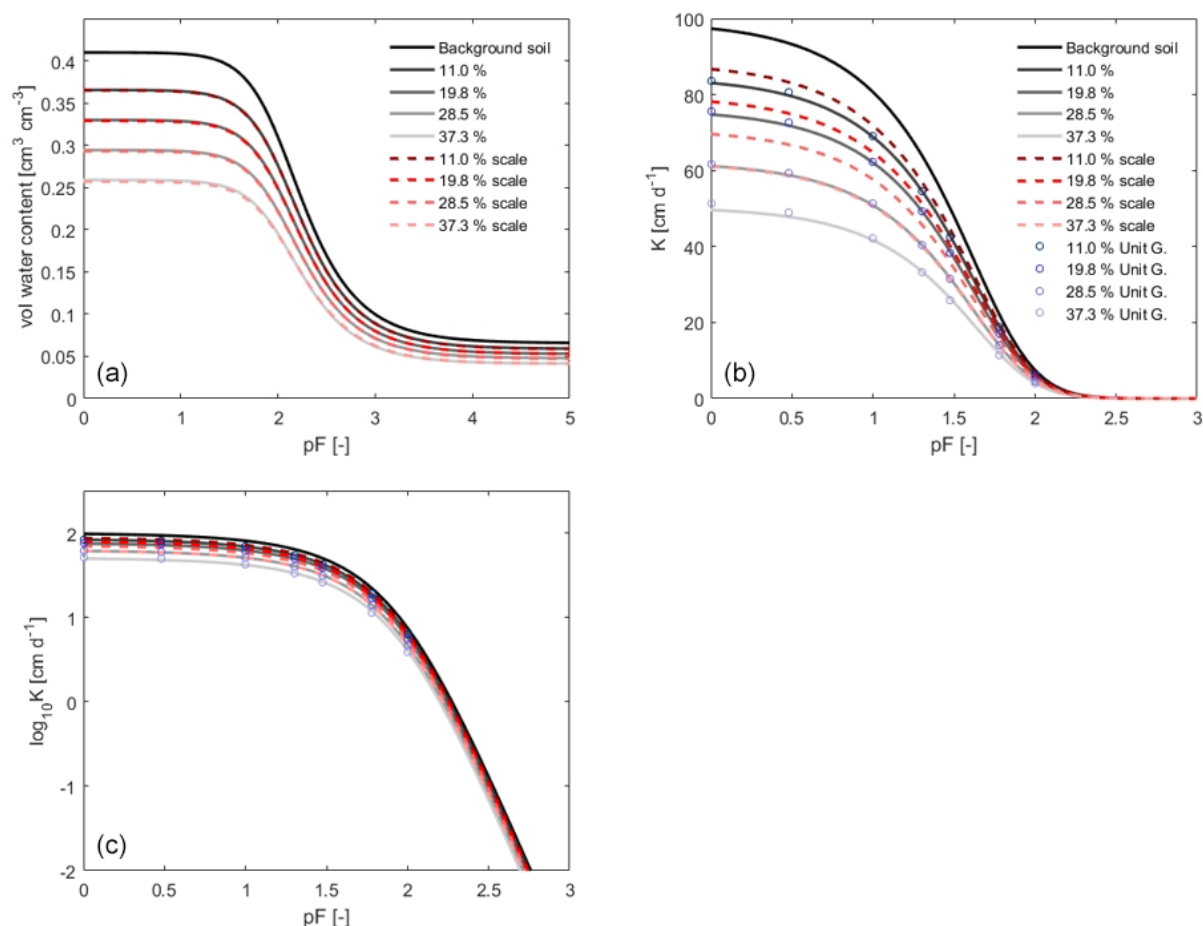 vol water content [cm³ cm⁻³]
0.4
0.35
0.3
0.25
0.2
0.15
0.1
0.05
0
Background soil
11.0 %
19.8 %
28.5 %
37.3 %
11.0 % scale
19.8 % scale
28.5 % scale
37.3 % scale
(a)
0 1 2 3 4 5
pF [-]
K [cm d⁻¹]
100
80
60
40
20
0
Background soil
11.0 %
19.8 %
28.5 %
37.3 %
11.0 % scale
19.8 % scale
28.5 % scale
37.3 % scale
11.0 % Unit G.
19.8 % Unit G.
28.5 % Unit G.
37.3 % Unit G.
(b)
0 0.5 1 1.5 2 2.5 3
pF [-]
log₁₀K [cm d⁻¹]
2
1
0
-1
-2
(c)
0 0.5 1 1.5 2 2.5 3
pF [-]